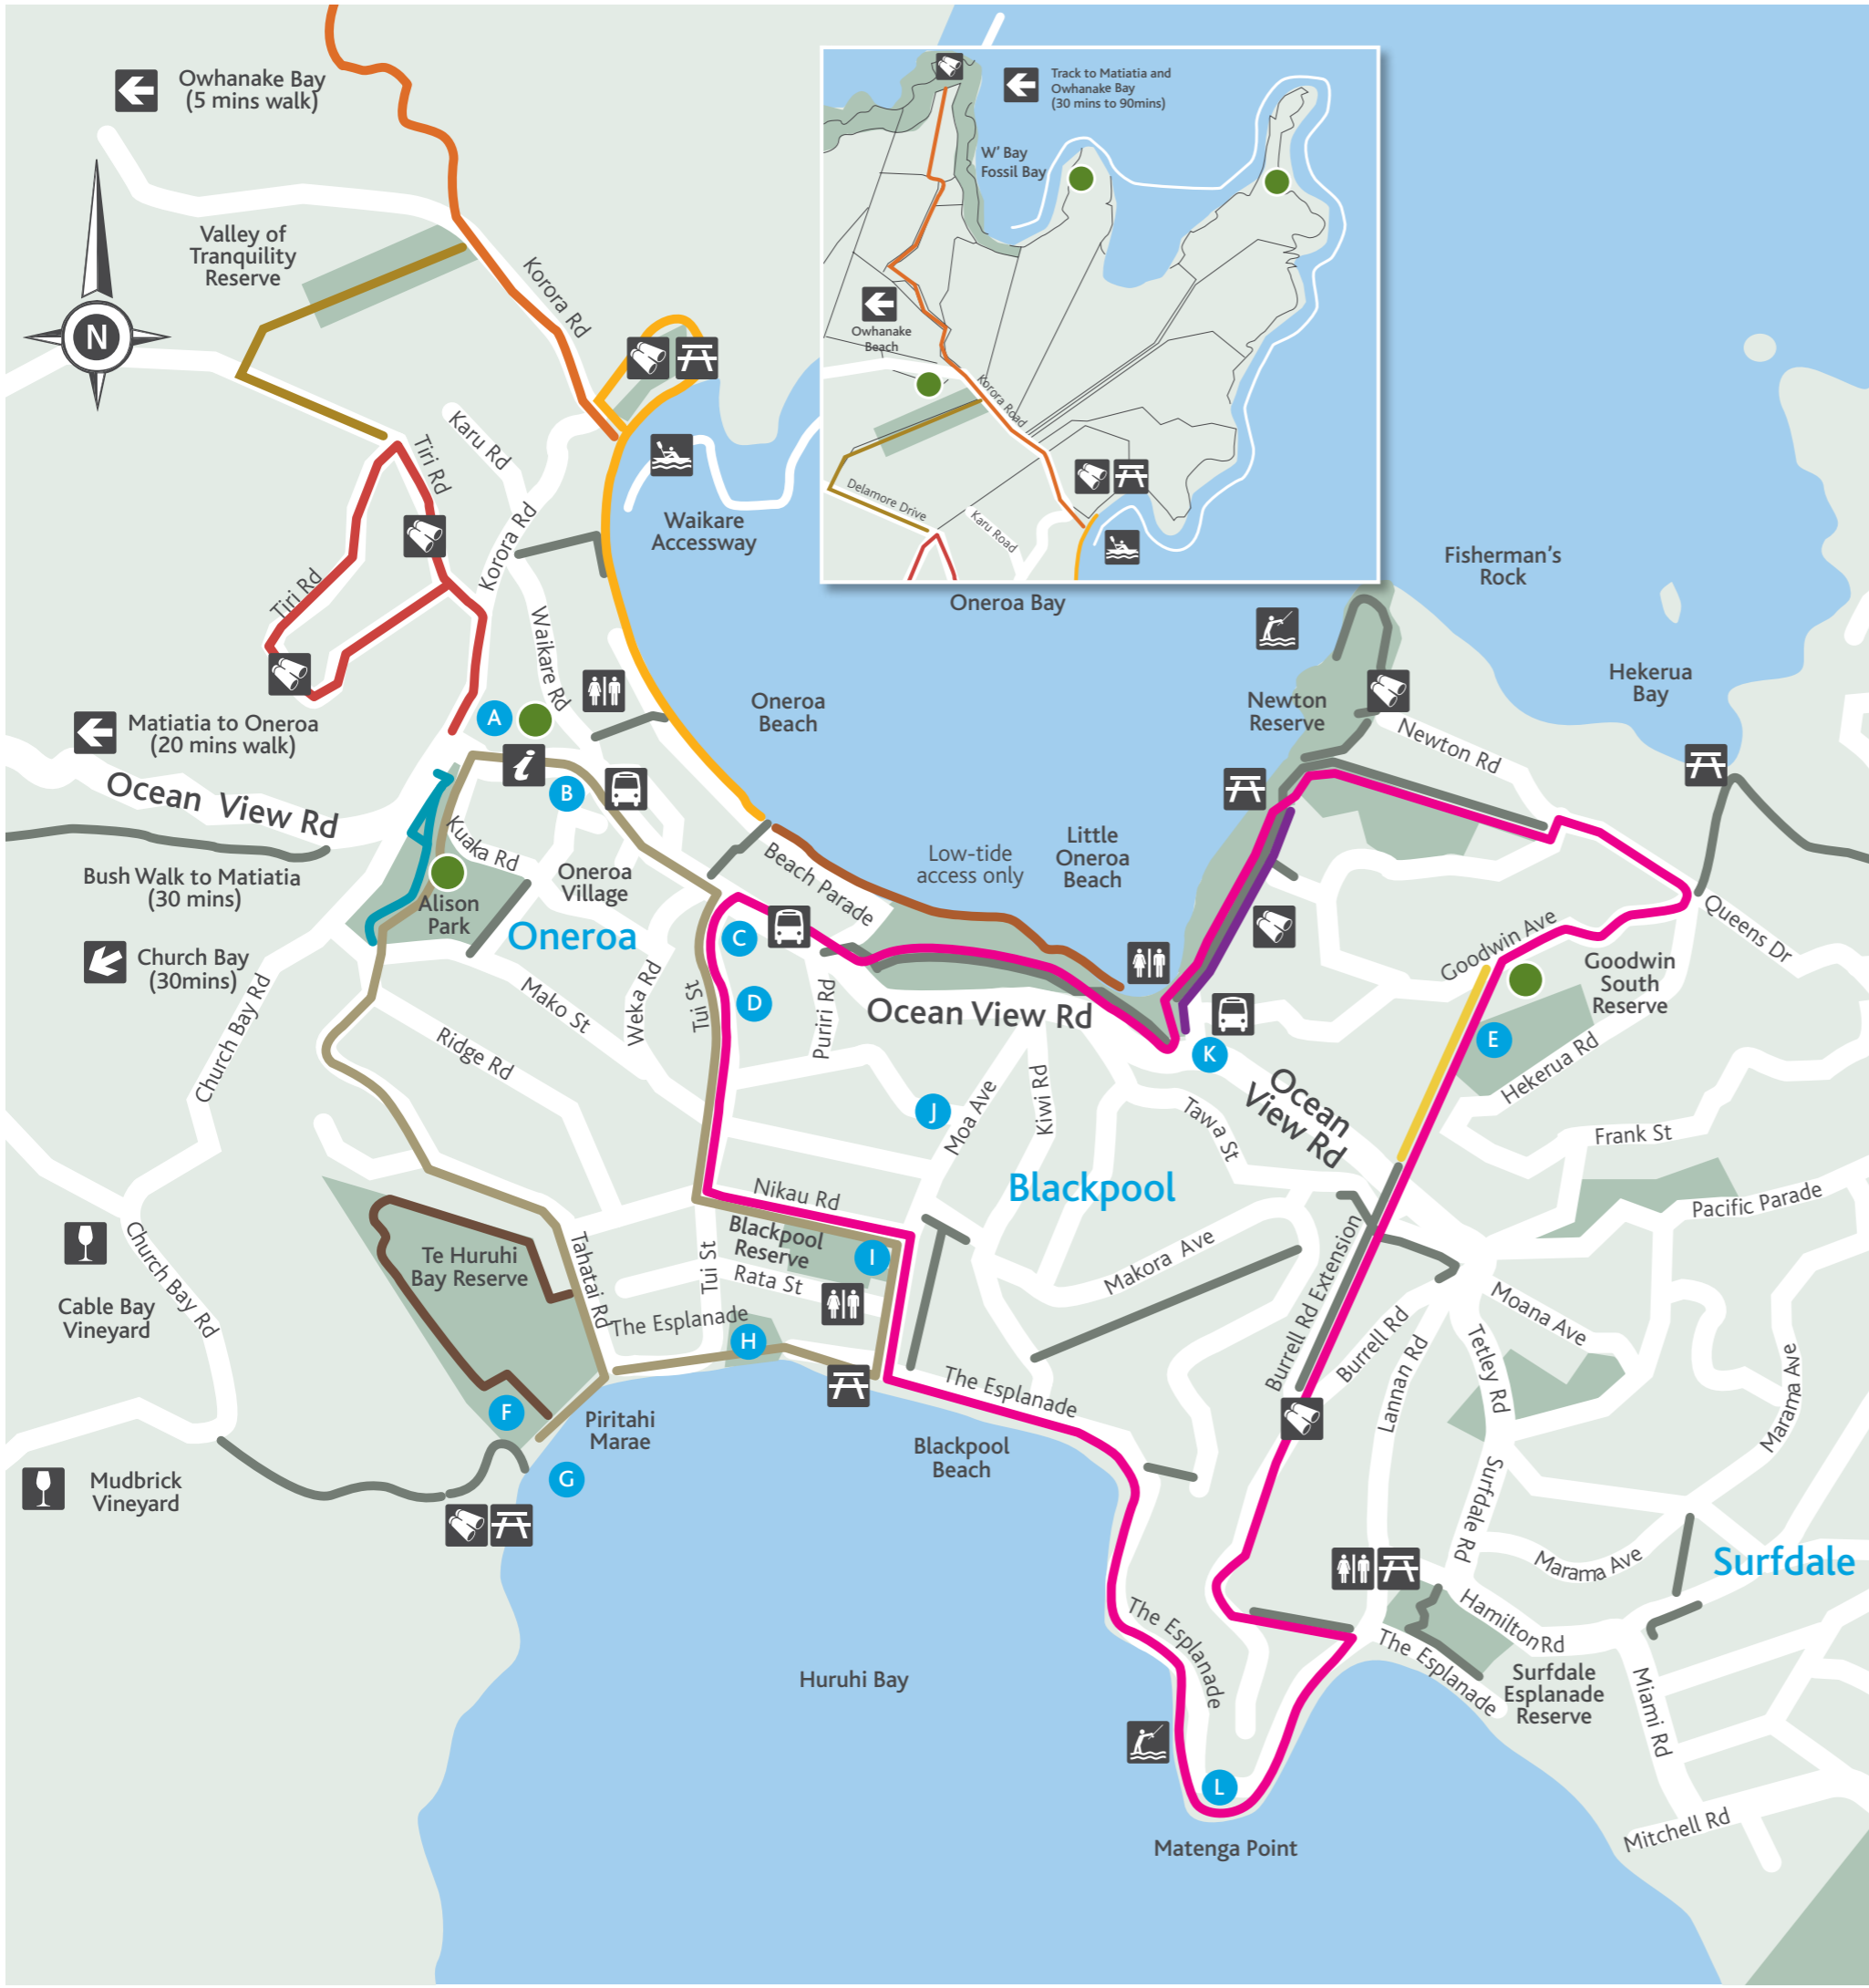 Owhanake Bay
(5 mins walk)
Track to Matiatia and
Owhanake Bay
(30 mins to 90mins)
W' Bay
Fossil Bay
Owhanake
Beach
Korora Road
Delamore Drive
Karu Road
Valley of
Tranquility
Reserve
N
Korora Rd
Karu Rd
Tiri Rd
Korora Rd
Tiri Rd
Waikare
Accessway
Waikare Rd
Oneroa Bay
Fisherman's
Rock
Hekerua
Bay
Newton
Reserve
Newton Rd
Oneroa
Beach
A
i
B
Matiatia to Oneroa
(20 mins walk)
Ocean View Rd
Bush Walk to Matiatia
(30 mins)
Kuaka Rd
Oneroa
Village
Alison
Park
Oneroa
Beach Parade
Low-tide
access only
Little
Oneroa
Beach
Church Bay
(30mins)
Church Bay Rd
Mako St
Weka Rd
Tui St
C
D
Puriri Rd
Ocean View Rd
K
Goodwin Ave
Queens Dr
Goodwin
South
Reserve
E
Hekerua Rd
Ridge Rd
J
Moa Ave
Kiwi Rd
Tawa St
Ocean
View Rd
Frank St
Pacific Parade
Blackpool
Nikau Rd
Blackpool
Reserve
I
Rata St
Tui St
The Esplanade
H
Te Huruhi
Bay Reserve
Tahatai Rd
Makora Ave
Burrell Rd Extension
Burrell Rd
Lannan Rd
Tetley Rd
Moana Ave
Marama Ave
Cable Bay
Vineyard
Church Bay Rd
F
Piritahi
Marae
G
Mudbrick
Vineyard
The Esplanade
Blackpool
Beach
Surfdale Rd
Marama Ave
Surfdale
Hamilton Rd
The Esplanade
Surfdale
Esplanade
Reserve
Miami Rd
Huruhi Bay
The Esplanade
L
Matenga Point
Mitchell Rd